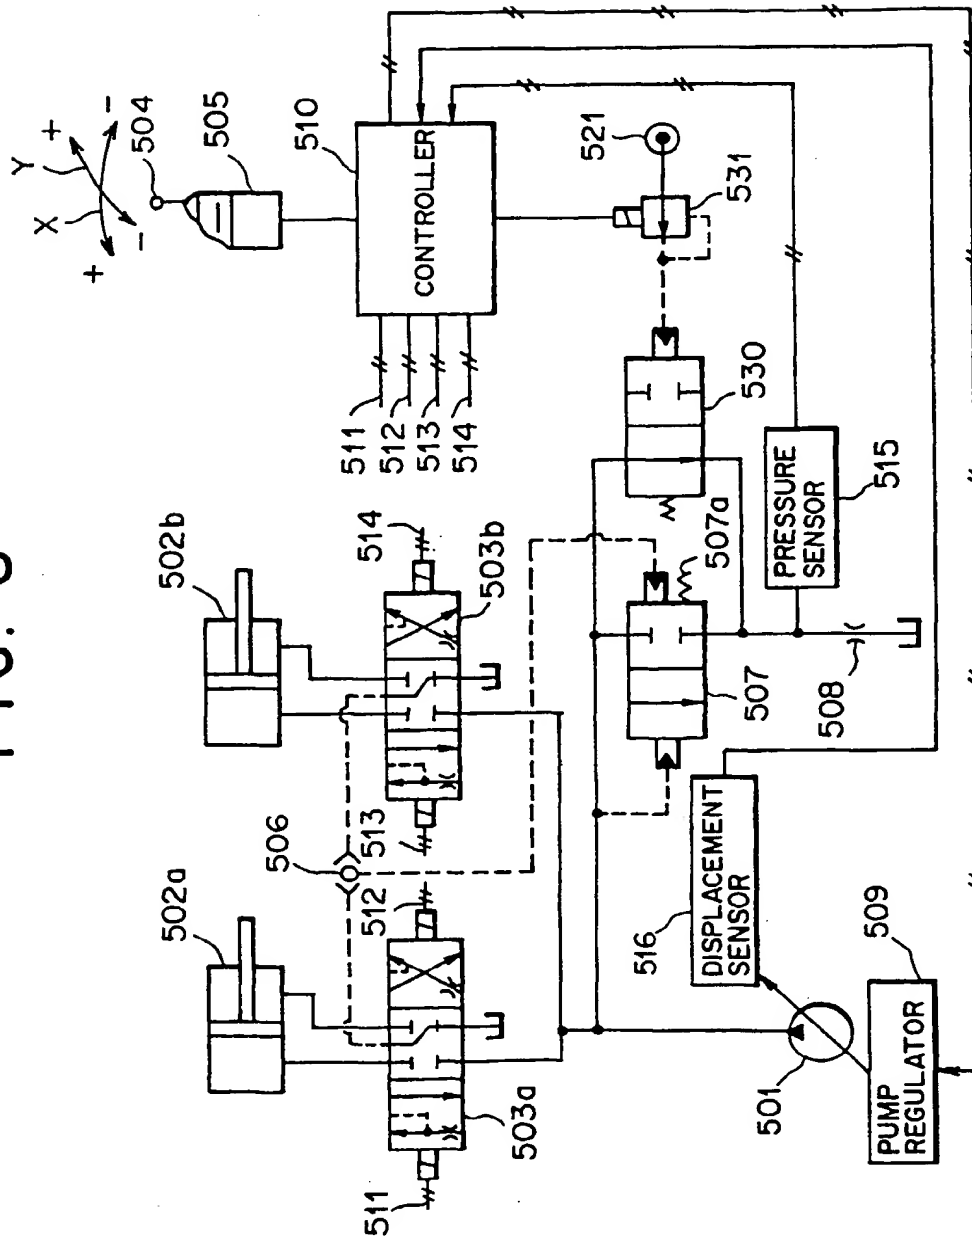 FIG.
X
Y
+
-
+
-
504
505
510
CONTROLLER
511
512
513
514
521
531
530
502b
514
503b
513
506
502a
512
503a
511
507a
507
508
PRESSURE
SENSOR
515
516
DISPLACEMENT
SENSOR
509
501
PUMP
REGULATOR